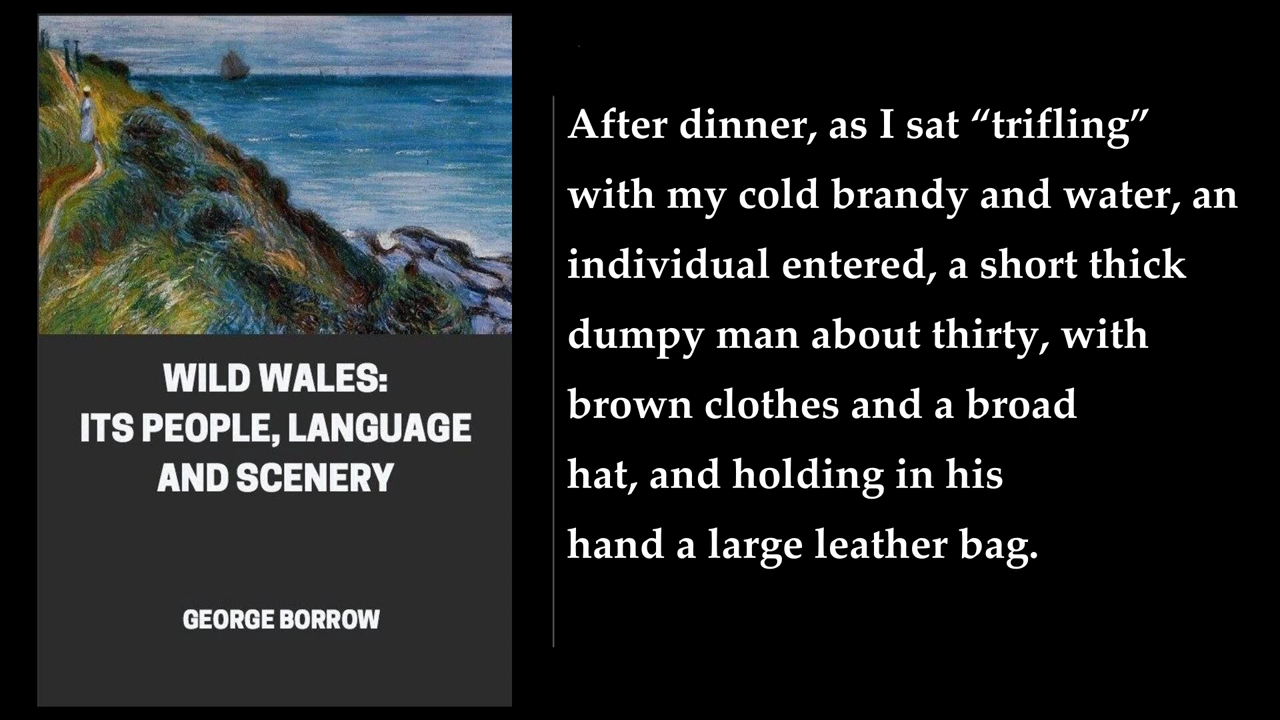 WILD WALES:
ITS PEOPLE, LANGUAGE
AND SCENERY
GEORGE BORROW
After dinner, as I sat “trifling”
with my cold brandy and water, an
individual entered, a short thick
dumpy man about thirty, with
brown clothes and a broad
hat, and holding in his
hand a large leather bag.